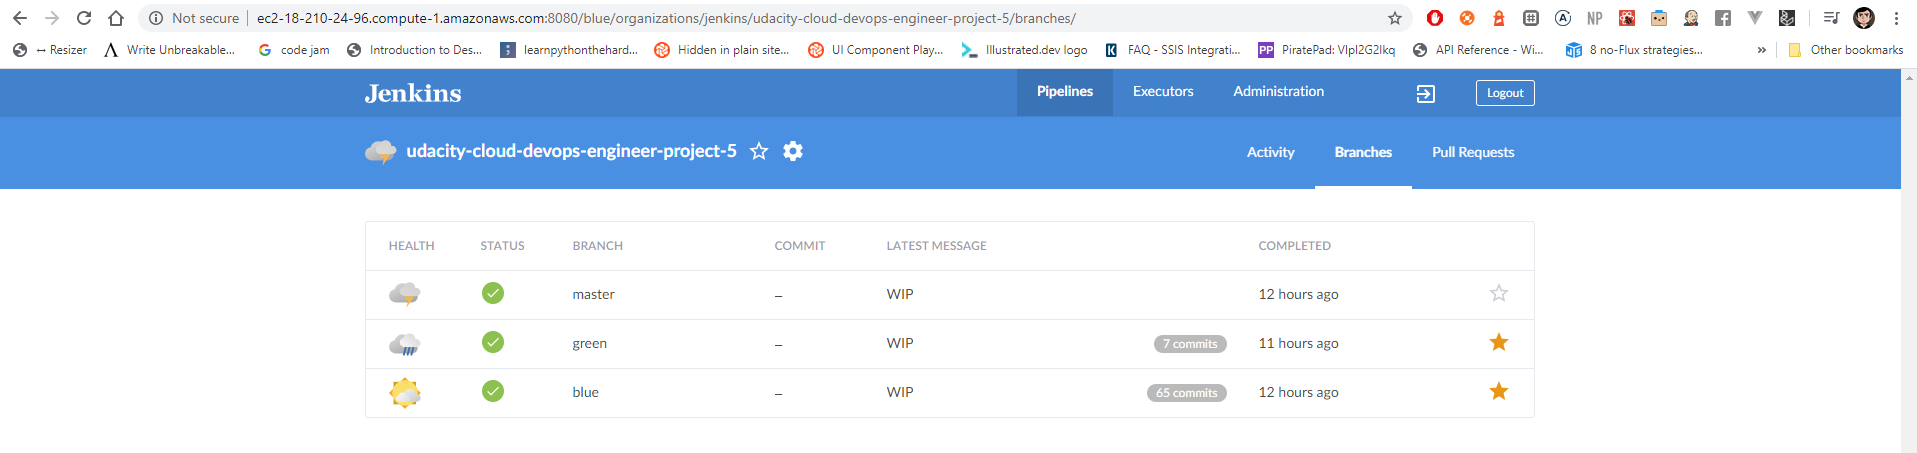 Not secure ec2-18-210-24-96.compute-1.amazonaws.com:8080/blue/organizations/jenkins/udacity-cloud-devops-engineer-project-5/branches/ NP
↔ Resizer Write Unbreakable... code jam Introduction to Des... learnpythonthehard... Hidden in plain site... UI Component Play... Illustrated.dev logo FAQ - SSIS Integrati... PP PiratePad: VIpI2G2Ikq API Reference - Wi... 8 no-Flux strategies... » Other bookmarks
Jenkins Pipelines Executors Administration Logout
udacity-cloud-devops-engineer-project-5 Activity Branches Pull Requests
HEALTH STATUS BRANCH COMMIT LATEST MESSAGE COMPLETED
master – WIP 12 hours ago
green – WIP 7 commits 11 hours ago
blue – WIP 65 commits 12 hours ago